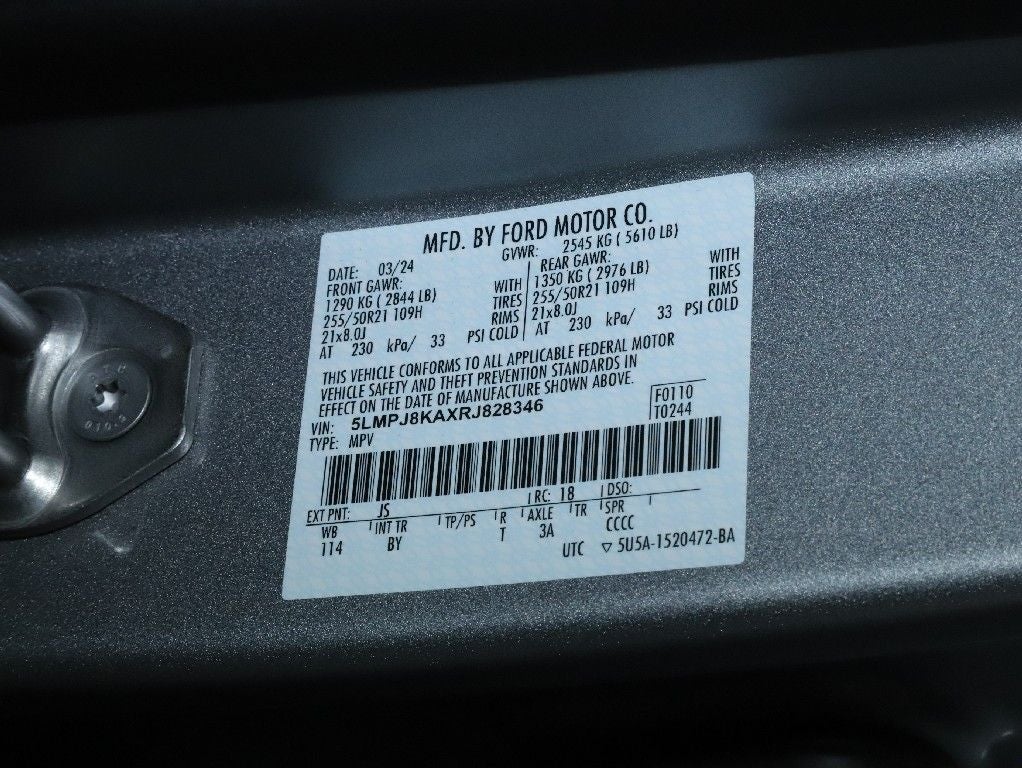 MFD. BY FORD MOTOR CO.
DATE: 03/24 GVWR: 2545 KG ( 5610 LB)
FRONT GAWR: REAR GAWR:
1290 KG ( 2844 LB) WITH 1350 KG ( 2976 LB) WITH
255/50R21 109H TIRES 255/50R21 109H TIRES
21x8.0J RIMS 21x8.0J RIMS
AT 230 kPa/ 33 PSI COLD AT 230 kPa/ 33 PSI COLD
THIS VEHICLE CONFORMS TO ALL APPLICABLE FEDERAL MOTOR
VEHICLE SAFETY AND THEFT PREVENTION STANDARDS IN
EFFECT ON THE DATE OF MANUFACTURE SHOWN ABOVE.
VIN: 5LMPJ8KAXRJ828346 F0110
TYPE: MPV T0244
EXT PNT: JS RC: 18 DSO:
WB INT TR TP/PS R AXLE TR SPR
114 BY T 3A CCCC
UTC ▽ 5U5A-1520472-BA